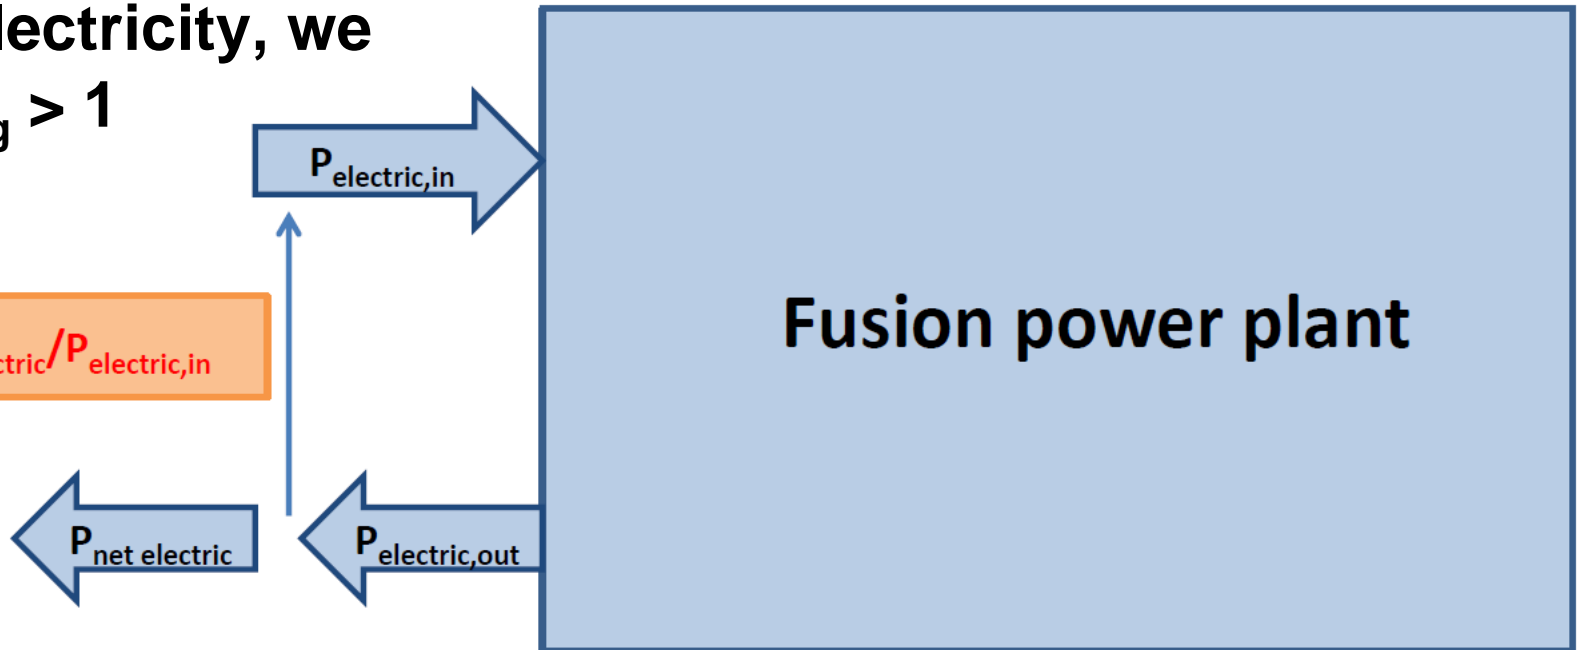 lectricity, we
g > 1
Pelectric,in
Fusion power plant
ctric/Pelectric,in
Pnet electric
Pelectric,out